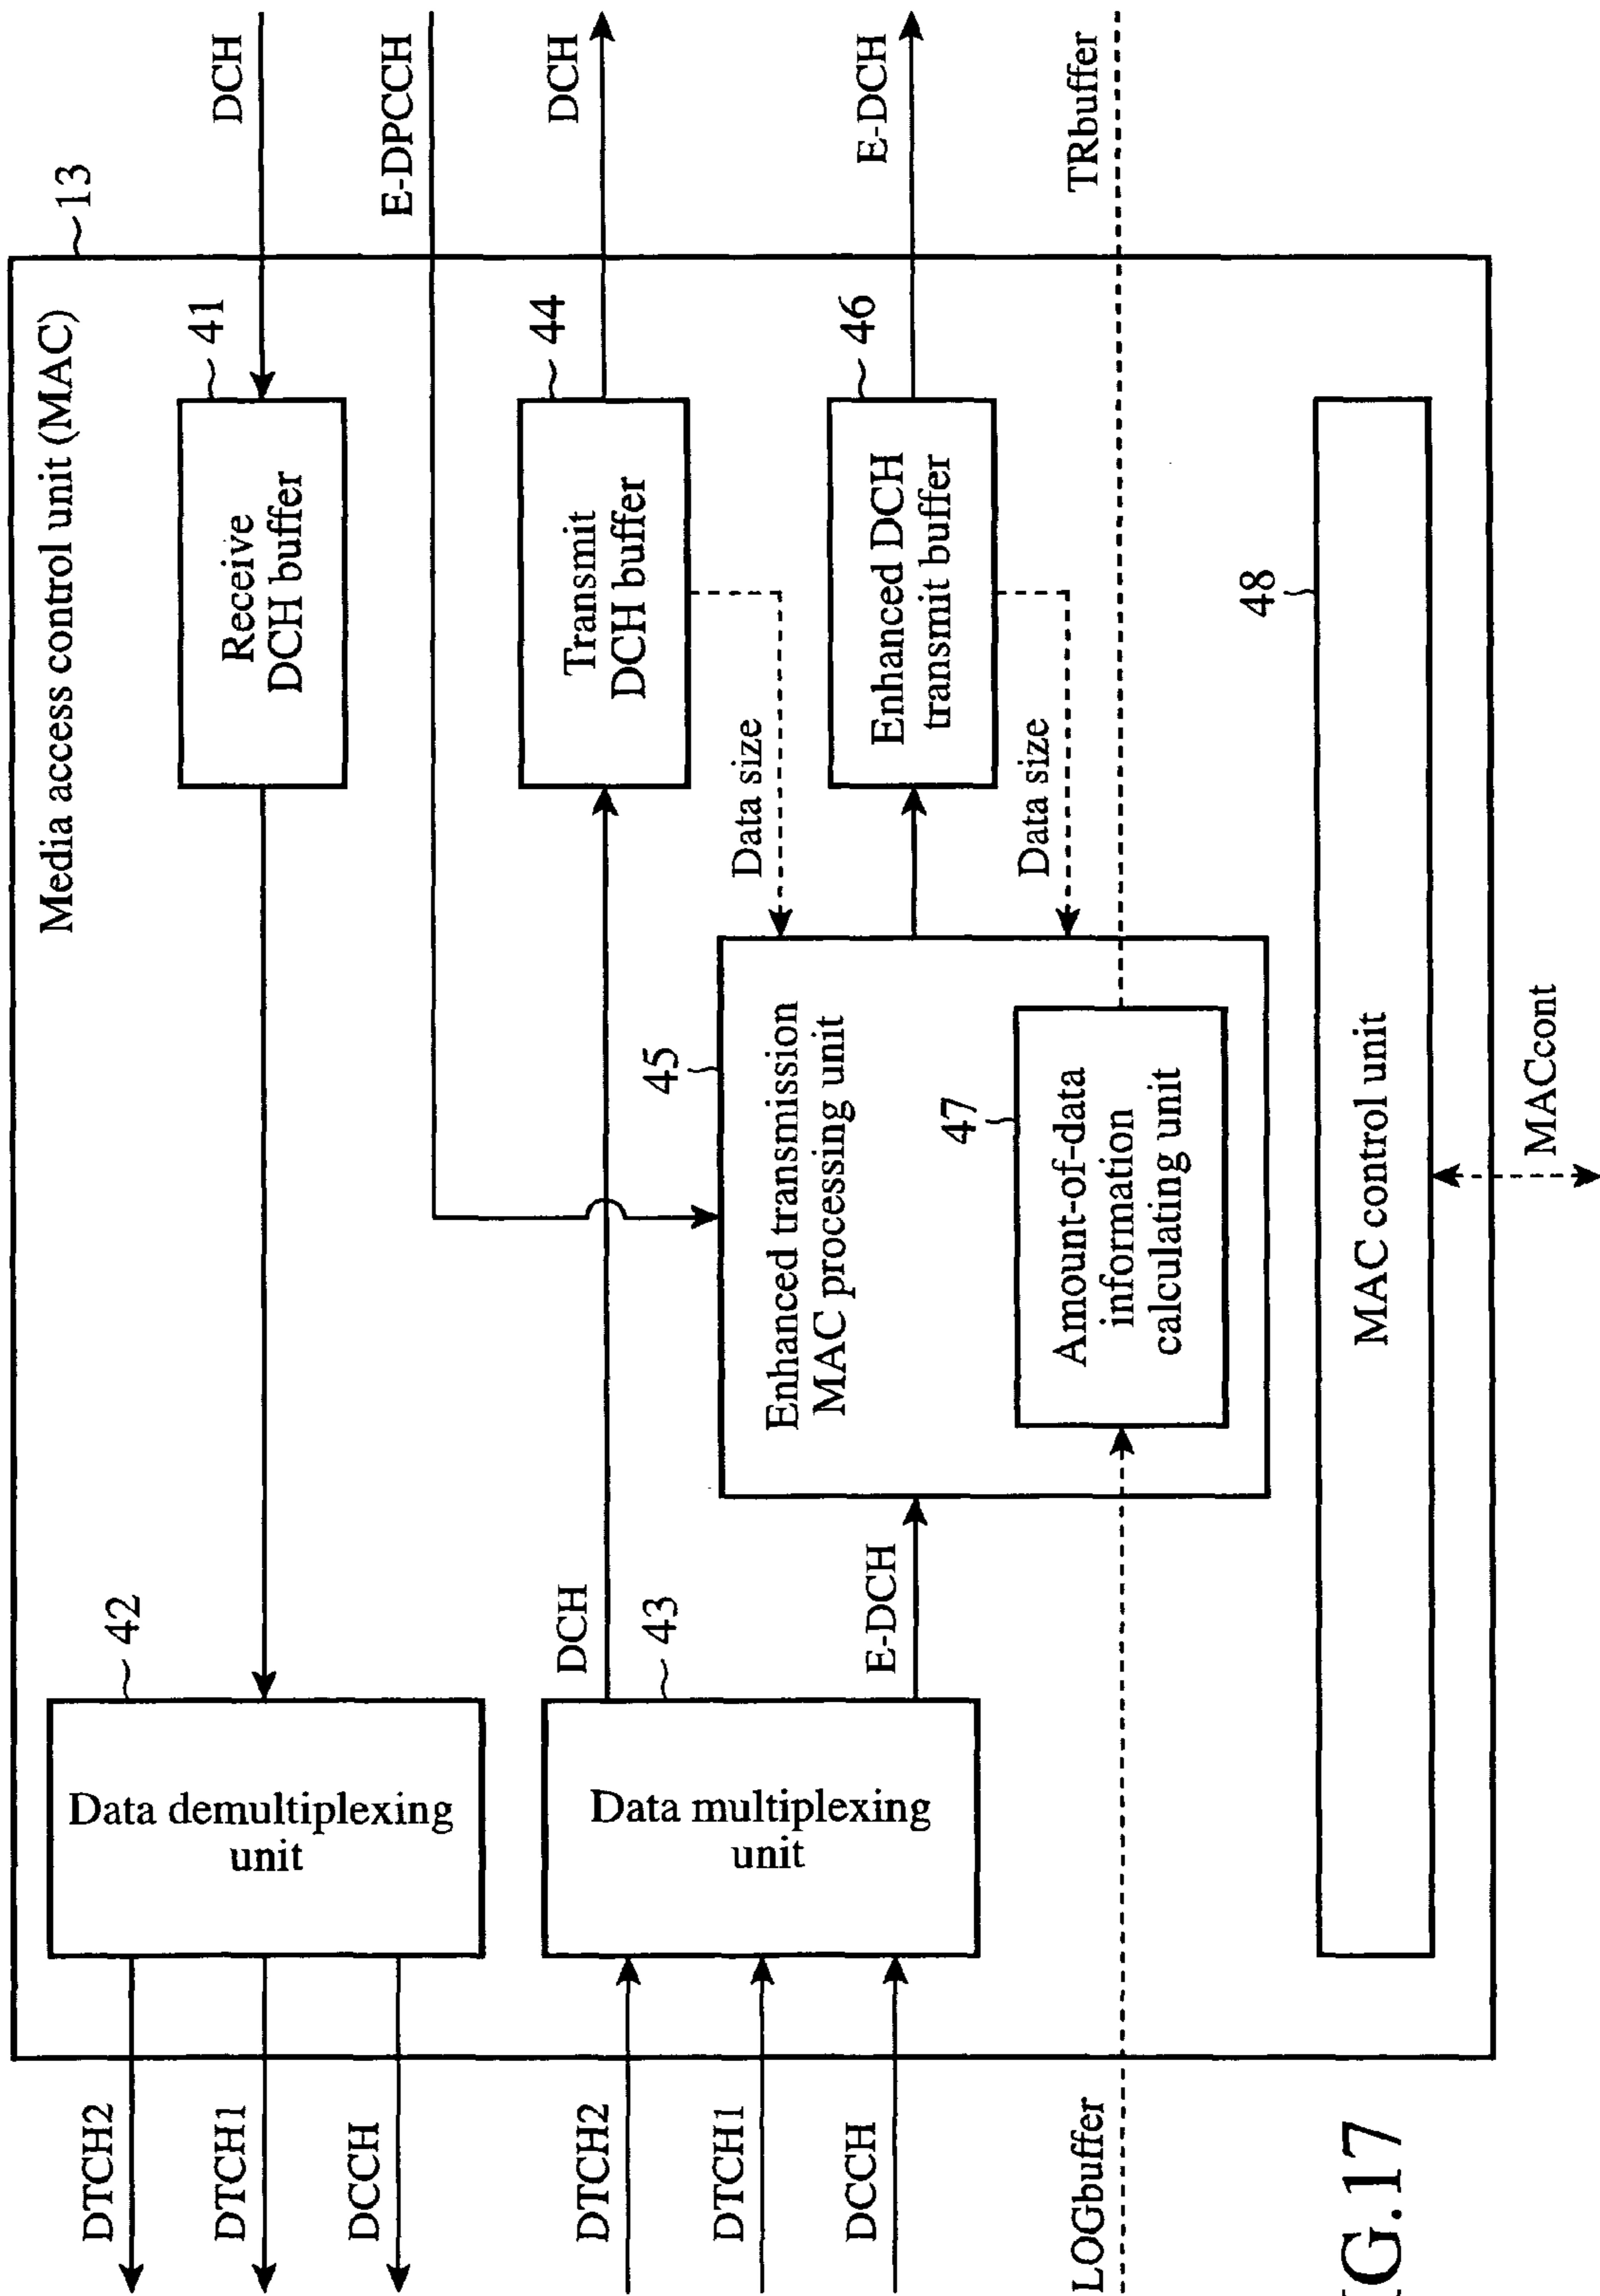 Media access control unit (MAC)
13
DTCH2
DTCH1
DCCH
Data demultiplexing
unit
42
Receive
DCH buffer
41
DCH
E-DPCCH
DTCH2
DTCH1
DCCH
Data multiplexing
unit
43
DCH
E-DCH
Transmit
DCH buffer
44
DCH
Data size
Enhanced transmission
MAC processing unit
45
Enhanced DCH
transmit buffer
46
E-DCH
Data size
LOGbuffer
Amount-of-data
information
calculating unit
47
TRbuffer
MAC control unit
48
MACcont